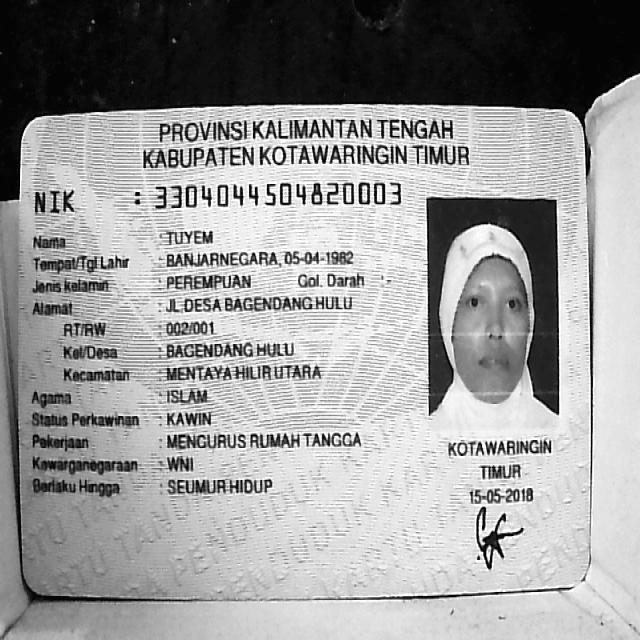 PROVINSI KALIMANTAN TENGAH
KABUPATEN KOTAWARINGIN TIMUR
NIK : 3304044504820003
Nama : TUYEM
Tempat/Tgl Lahir : BANJARNEGARA, 05-04-1982
Jenis kelamin : PEREMPUAN Gol. Darah : -
Alamat : JL.DESA BAGENDANG HULU
RT/RW : 002/001
Kel/Desa : BAGENDANG HULU
Kecamatan : MENTAYA HILIR UTARA
Agama : ISLAM
Status Perkawinan : KAWIN
Pekerjaan : MENGURUS RUMAH TANGGA
Kewarganegaraan : WNI
Berlaku Hingga : SEUMUR HIDUP
KOTAWARINGIN
TIMUR
15-05-2018